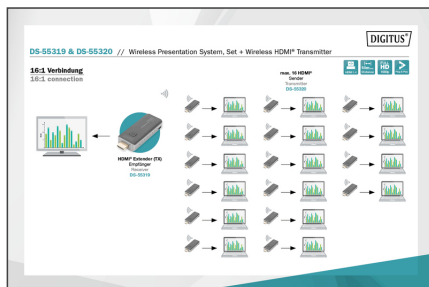 DIGITUS®
DS-55319 & DS-55320 // Wireless Presentation System, Set + Wireless HDMI® Transmitter
16:1 Verbindung
16:1 connection
max. 16 HDMI®
Sender
Transmitter
DS-55320
HD
HDMI® Extender (TX)
Empfänger
Receiver
DS-55319